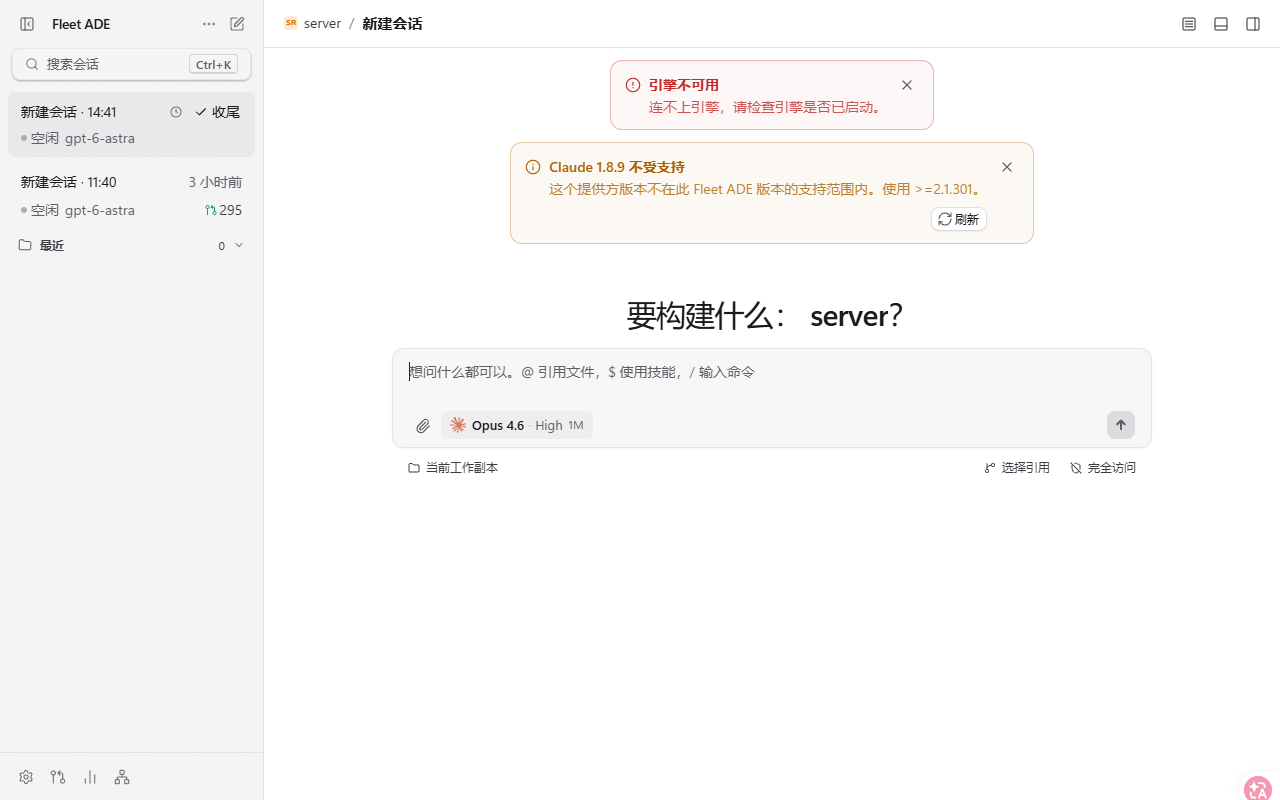 Fleet ADE
搜索会话 Ctrl+K
新建会话 · 14:41 收尾
空闲 gpt-6-astra
新建会话 · 11:40 3 小时前
空闲 gpt-6-astra 295
最近 0
SR server / 新建会话
引擎不可用
连不上引擎，请检查引擎是否已启动。
Claude 1.8.9 不受支持
这个提供方版本不在此 Fleet ADE 版本的支持范围内。使用 >=2.1.301。
刷新
要构建什么： server？
想问什么都可以。@ 引用文件，$ 使用技能，/ 输入命令
Opus 4.6 · High 1M
当前工作副本 选择引用 完全访问